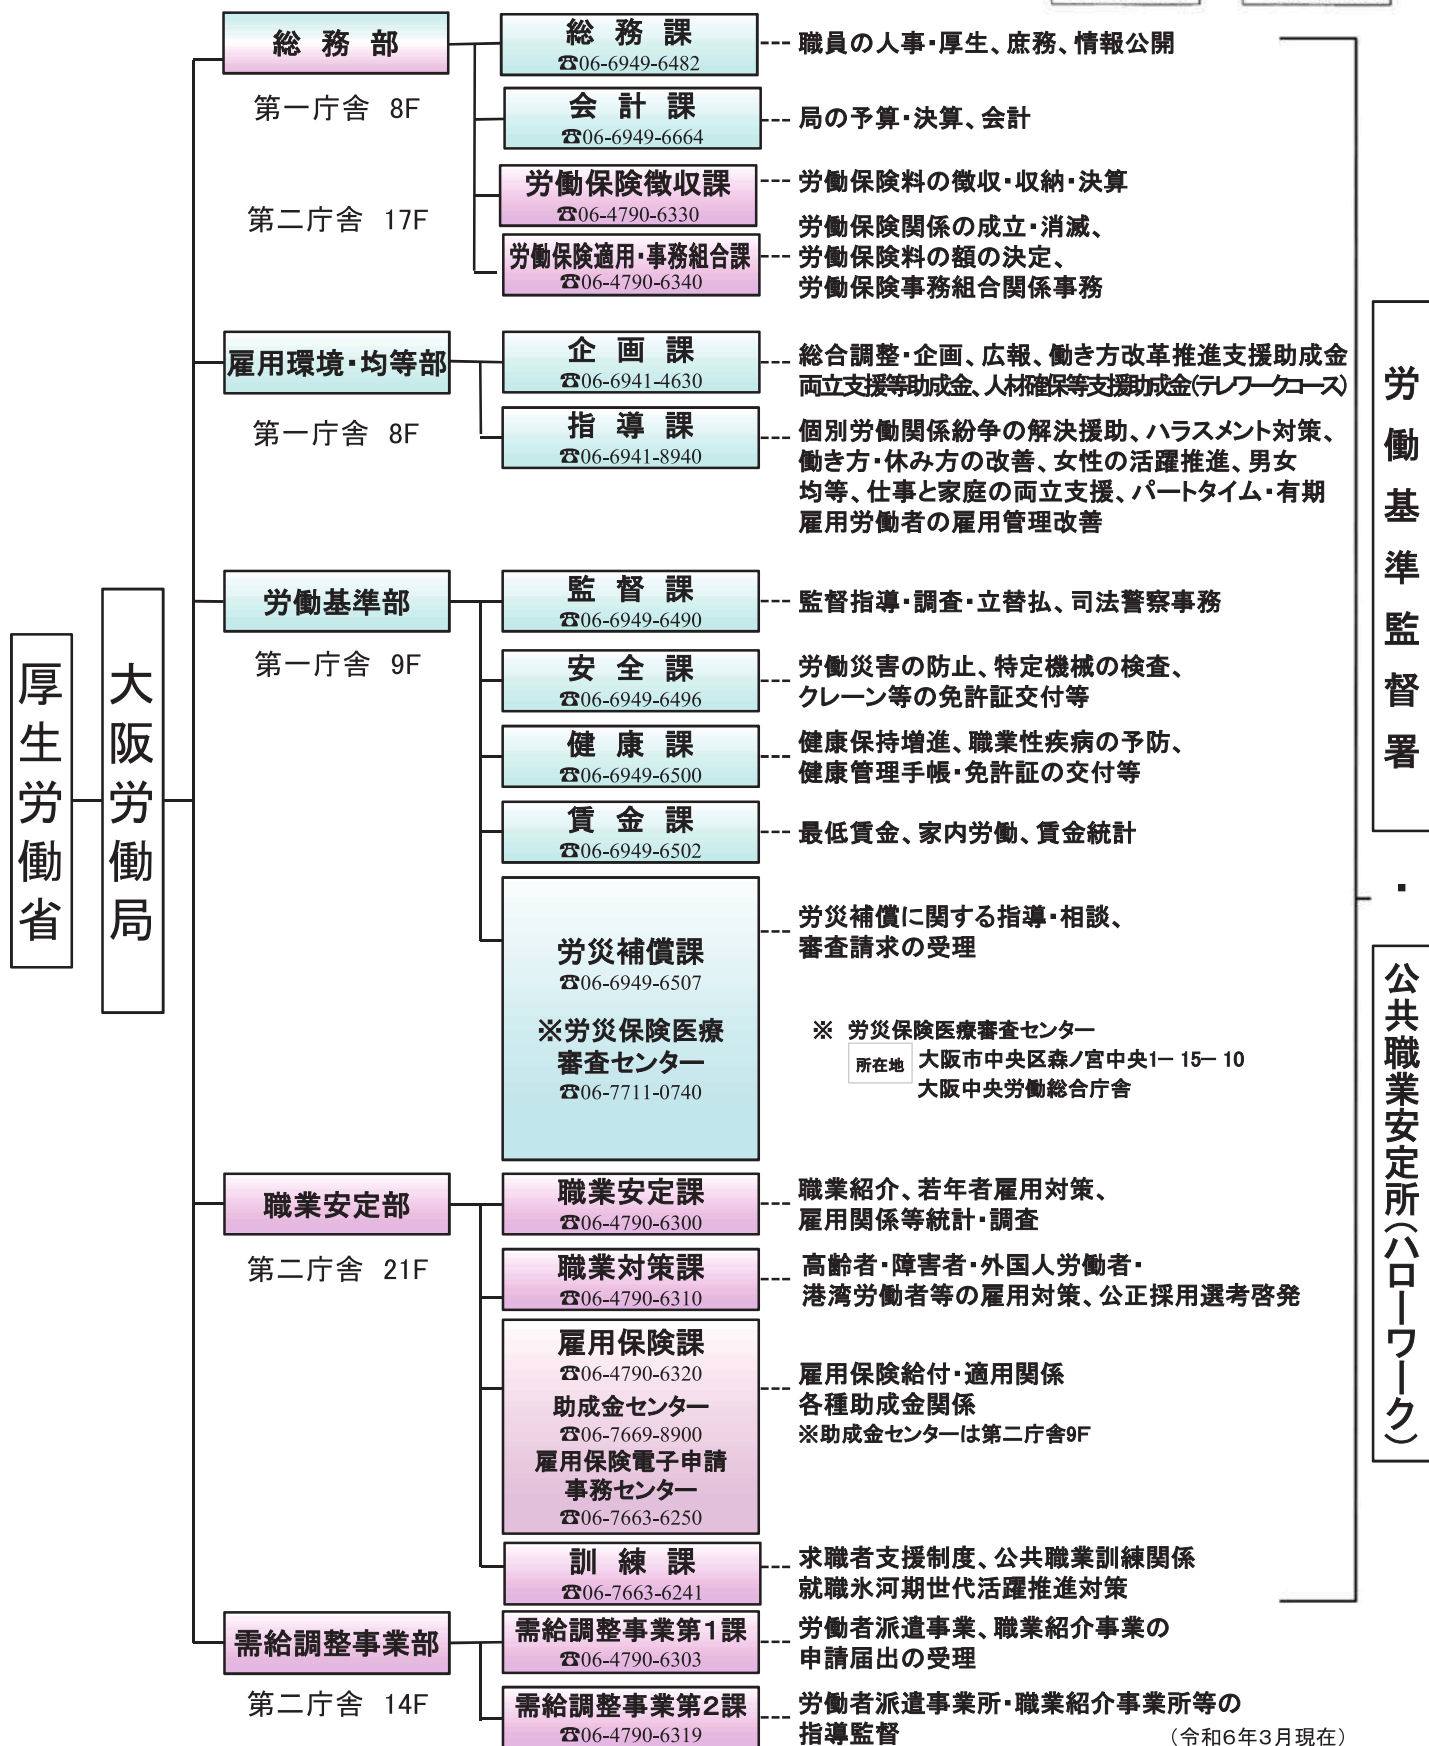 厚生労働省
大阪労働局
総務部
第一庁舎 8F
第二庁舎 17F
総務課
☎06-6949-6482
職員の人事・厚生、庶務、情報公開
会計課
☎06-6949-6664
局の予算・決算、会計
労働保険徴収課
☎06-4790-6330
労働保険料の徴収・収納・決算
労働保険適用・事務組合課
☎06-4790-6340
労働保険関係の成立・消滅、
労働保険料の額の決定、
労働保険事務組合関係事務
雇用環境・均等部
第一庁舎 8F
企画課
☎06-6941-4630
総合調整・企画、広報、働き方改革推進支援助成金
両立支援等助成金、人材確保等支援助成金(テレワークコース)
指導課
☎06-6941-8940
個別労働関係紛争の解決援助、ハラスメント対策、
働き方・休み方の改善、女性の活躍推進、男女
均等、仕事と家庭の両立支援、パートタイム・有期
雇用労働者の雇用管理改善
労働基準部
第一庁舎 9F
監督課
☎06-6949-6490
監督指導・調査・立替払、司法警察事務
安全課
☎06-6949-6496
労働災害の防止、特定機械の検査、
クレーン等の免許証交付等
健康課
☎06-6949-6500
健康保持増進、職業性疾病の予防、
健康管理手帳・免許証の交付等
賃金課
☎06-6949-6502
最低賃金、家内労働、賃金統計
労災補償課
☎06-6949-6507
※労災保険医療
審査センター
☎06-7711-0740
労災補償に関する指導・相談、
審査請求の受理
※ 労災保険医療審査センター
所在地 大阪市中央区森ノ宮中央1－15－10
大阪中央労働総合庁舎
職業安定部
第二庁舎 21F
職業安定課
☎06-4790-6300
職業紹介、若年者雇用対策、
雇用関係等統計・調査
職業対策課
☎06-4790-6310
高齢者・障害者・外国人労働者・
港湾労働者等の雇用対策、公正採用選考啓発
雇用保険課
☎06-4790-6320
助成金センター
☎06-7669-8900
雇用保険電子申請
事務センター
☎06-7663-6250
雇用保険給付・適用関係
各種助成金関係
※助成金センターは第二庁舎9F
訓練課
☎06-7663-6241
求職者支援制度、公共職業訓練関係
就職氷河期世代活躍推進対策
需給調整事業部
第二庁舎 14F
需給調整事業第1課
☎06-4790-6303
労働者派遣事業、職業紹介事業の
申請届出の受理
需給調整事業第2課
☎06-4790-6319
労働者派遣事業所・職業紹介事業所等の
指導監督
労働基準監督署
・
公共職業安定所(ハローワーク)
(令和6年3月現在)